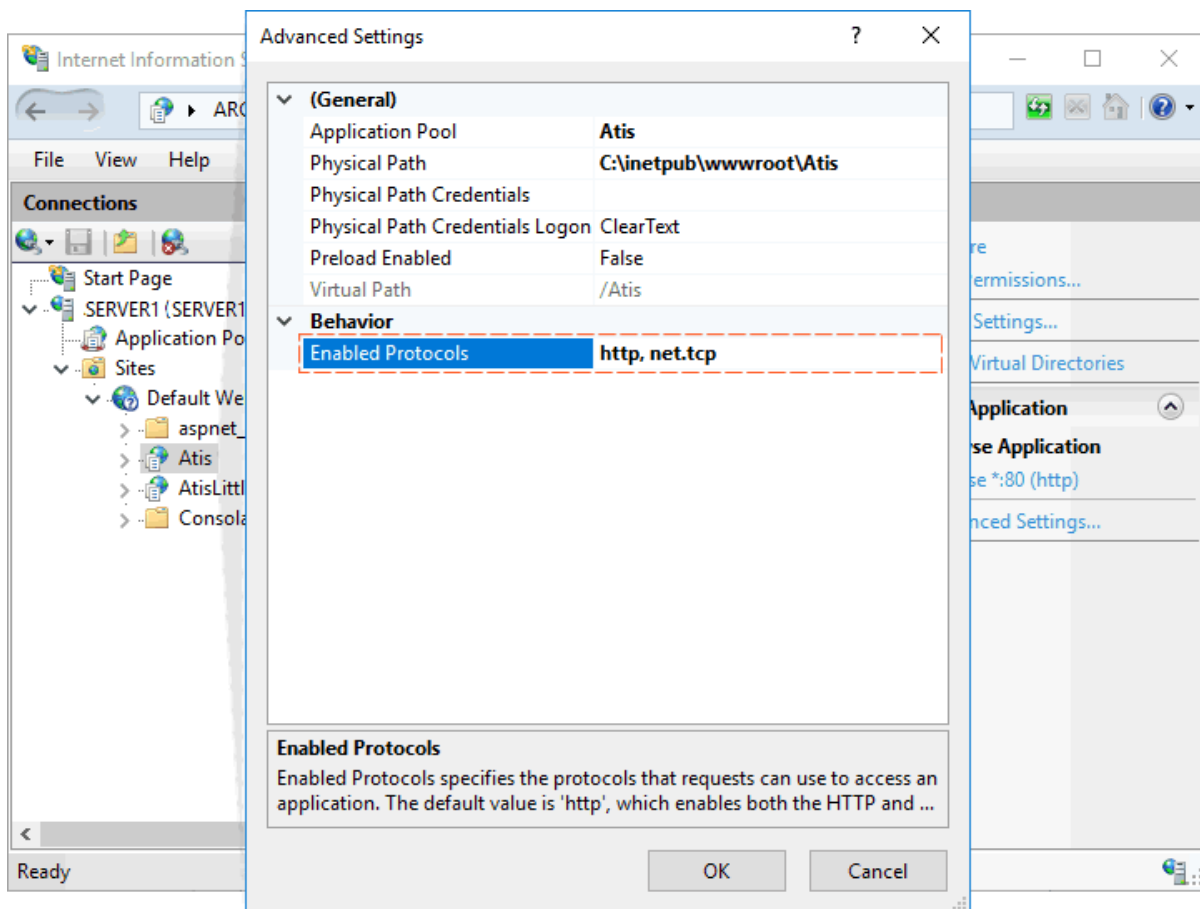 Advanced Settings
?
Internet Information S
ARC
File View Help
Connections
Start Page
SERVER1 (SERVER1
Application Po
Sites
Default We
aspnet_
Atis
AtisLittl
Consola
(General)
Application Pool Atis
Physical Path C:\inetpub\wwwroot\Atis
Physical Path Credentials
Physical Path Credentials Logon ClearText
Preload Enabled False
Virtual Path /Atis
Behavior
Enabled Protocols http, net.tcp
Enabled Protocols
Enabled Protocols specifies the protocols that requests can use to access an
application. The default value is 'http', which enables both the HTTP and ...
OK Cancel
re
ermissions...
Settings...
Virtual Directories
Application
se Application
se *:80 (http)
nced Settings...
Ready